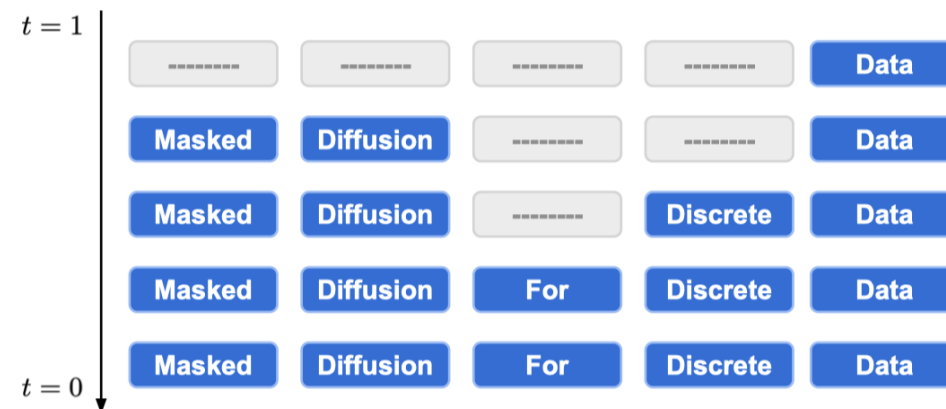 t = 1
-------- -------- -------- -------- Data
Masked Diffusion -------- -------- Data
Masked Diffusion -------- Discrete Data
Masked Diffusion For Discrete Data
Masked Diffusion For Discrete Data
t = 0